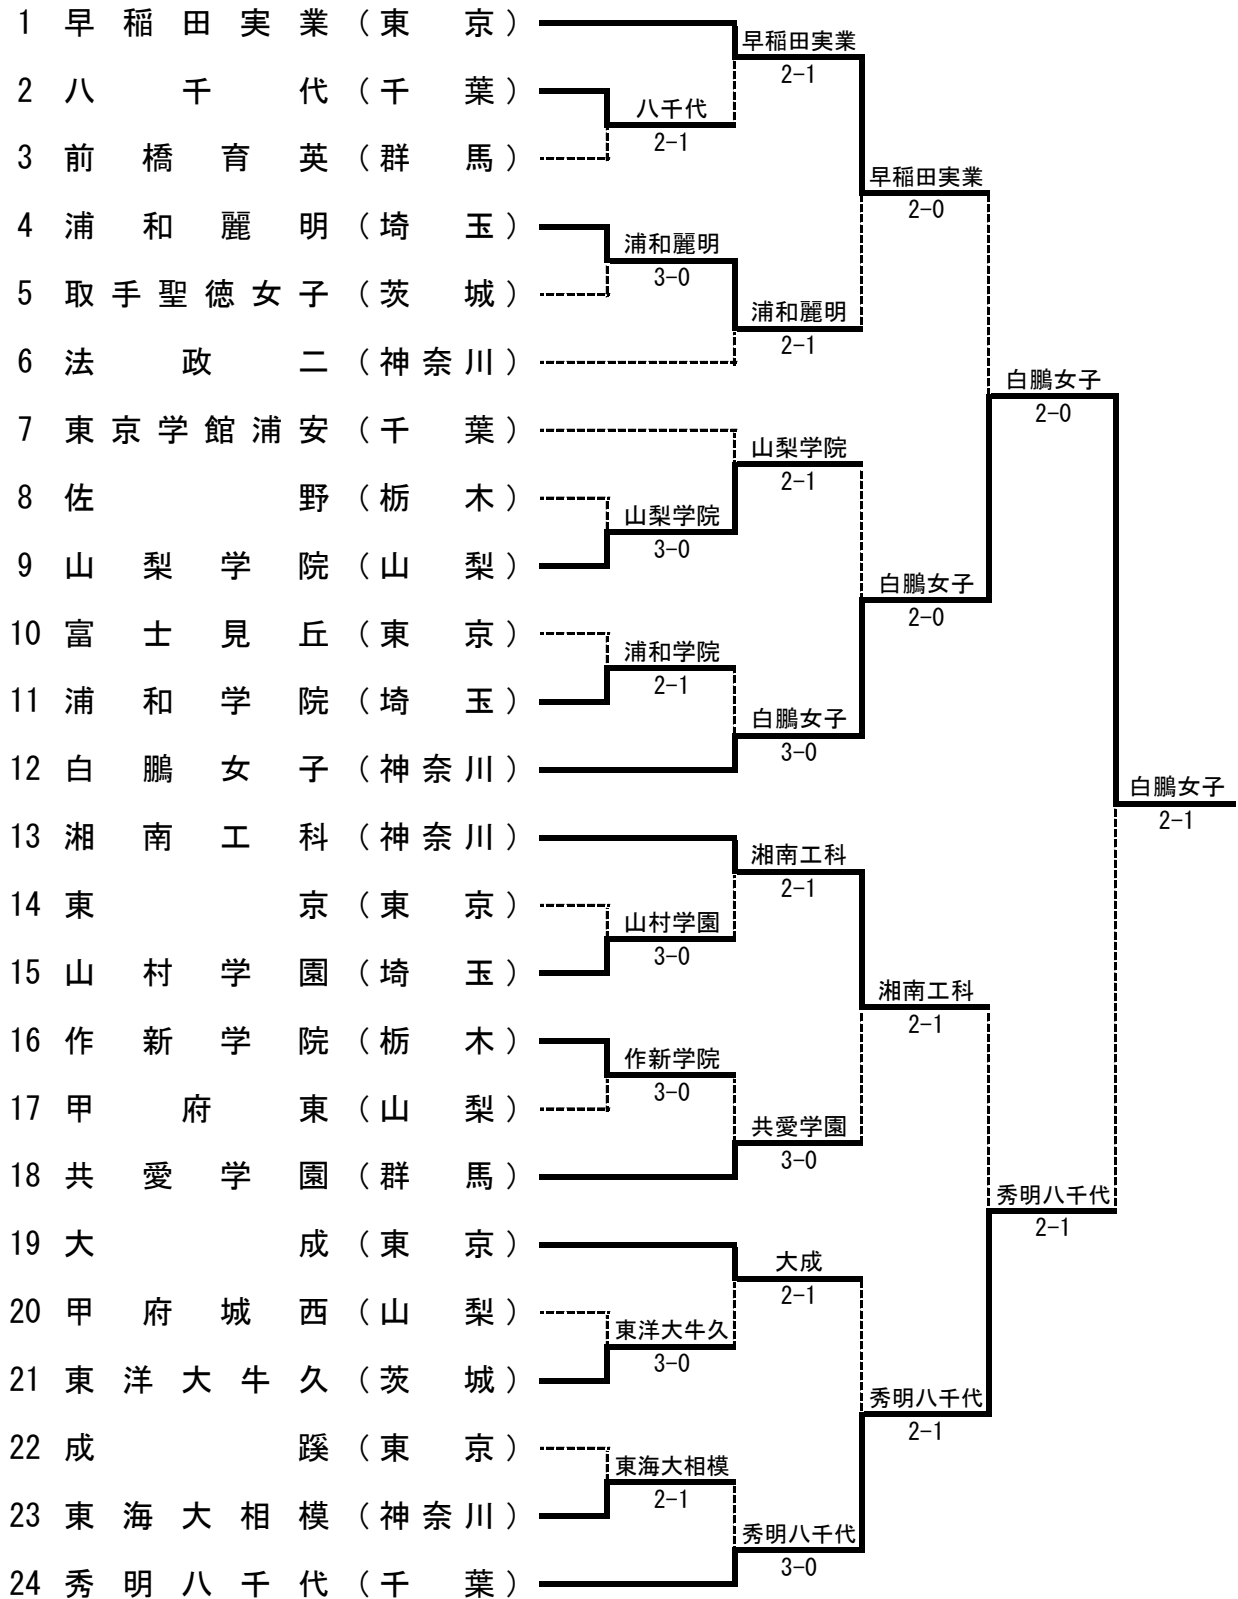 1 早稲田実業（東京）
早稲田実業
2-1
2 八千代（千葉）
八千代
2-1
3 前橋育英（群馬）
早稲田実業
2-0
4 浦和麗明（埼玉）
浦和麗明
3-0
5 取手聖徳女子（茨城）
浦和麗明
2-1
6 法政二（神奈川）
白鵬女子
2-0
7 東京学館浦安（千葉）
山梨学院
2-1
8 佐野（栃木）
山梨学院
3-0
9 山梨学院（山梨）
白鵬女子
2-0
10 富士見丘（東京）
浦和学院
2-1
11 浦和学院（埼玉）
白鵬女子
3-0
12 白鵬女子（神奈川）
白鵬女子
2-1
13 湘南工科（神奈川）
湘南工科
2-1
14 東京（東京）
山村学園
3-0
15 山村学園（埼玉）
湘南工科
2-1
16 作新学院（栃木）
作新学院
3-0
17 甲府東（山梨）
共愛学園
3-0
18 共愛学園（群馬）
秀明八千代
2-1
19 大成（東京）
大成
2-1
20 甲府城西（山梨）
東洋大牛久
3-0
21 東洋大牛久（茨城）
秀明八千代
2-1
22 成蹊（東京）
東海大相模
2-1
23 東海大相模（神奈川）
秀明八千代
3-0
24 秀明八千代（千葉）